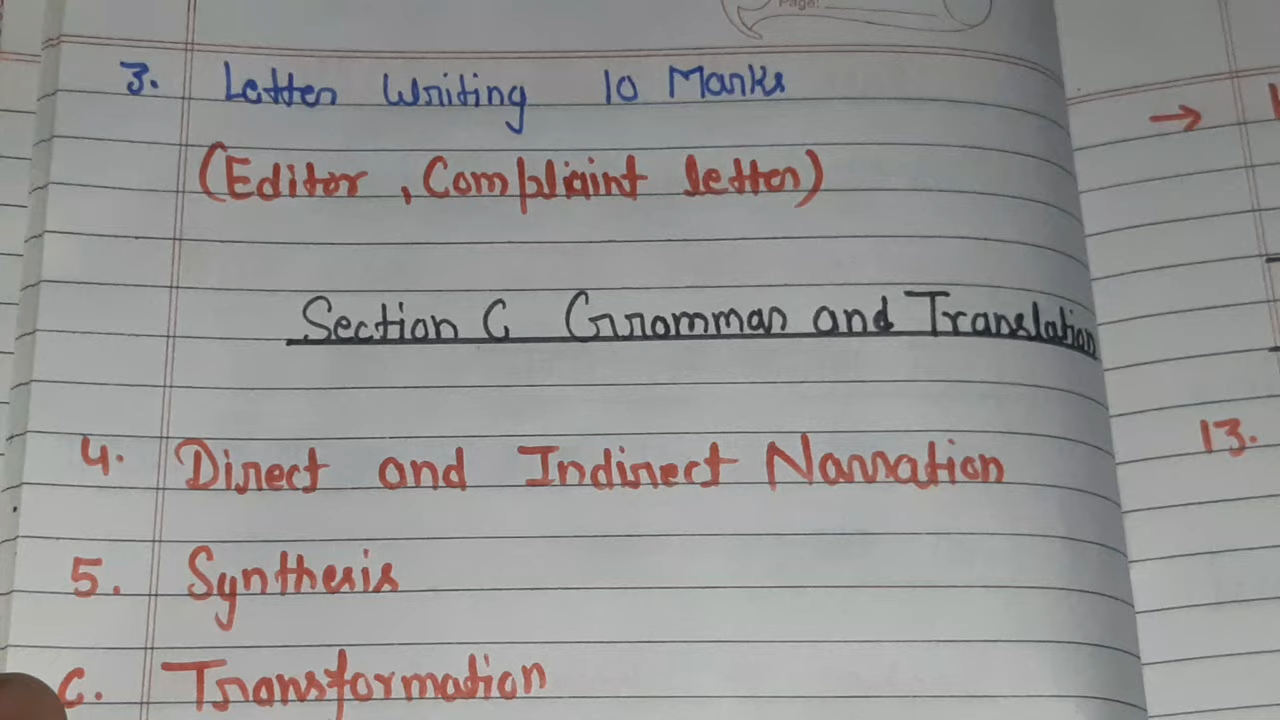 Page:
3. Letter Writing 10 Marks
(Editor, Complaint letter)
Section C Grammar and Translation
4. Direct and Indirect Narration
5. Synthesis
6. Transformation
→
13.